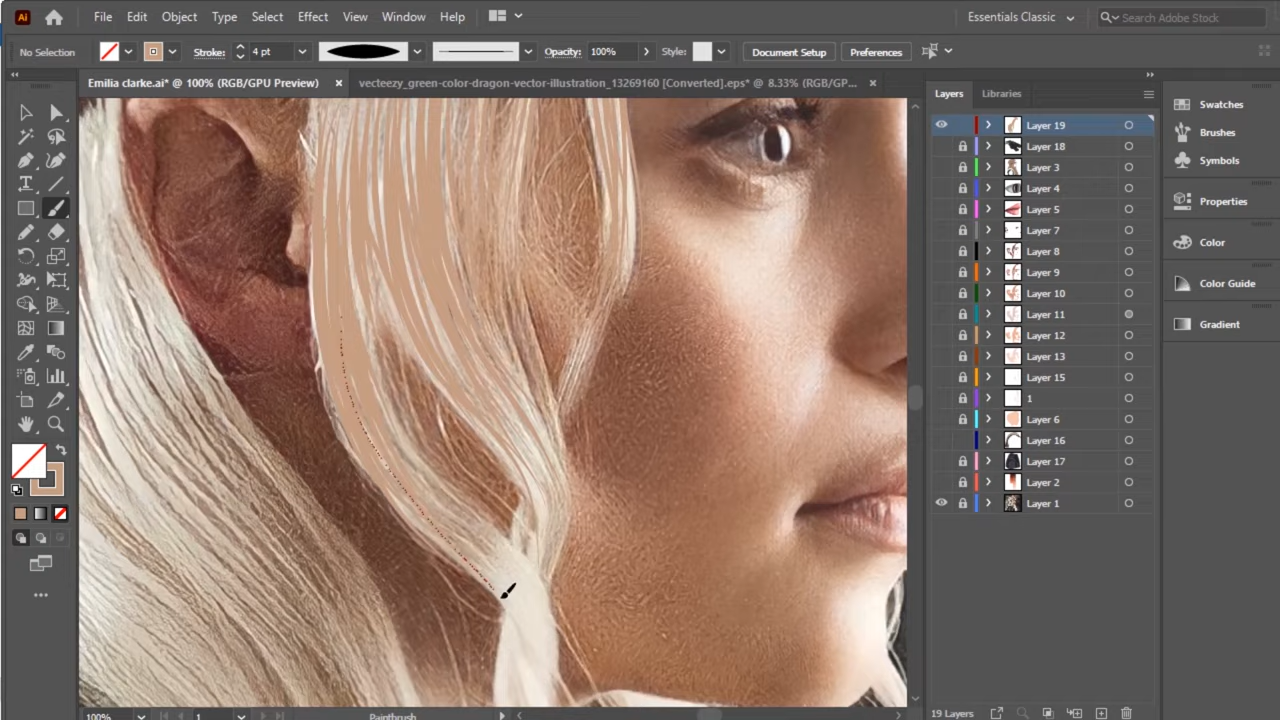 Ai File Edit Object Type Select Effect View Window Help Essentials Classic Search Adobe Stock
No Selection Stroke: 4 pt Opacity: 100% Style: Document Setup Preferences
Emilia clarke.ai* @ 100% (RGB/GPU Preview) × vecteezy_green-color-dragon-vector-illustration_13269160 [Converted].eps* @ 8.33% (RGB/GP... ×
Layers Libraries
Layer 19
Layer 18
Layer 3
Layer 4
Layer 5
Layer 7
Layer 8
Layer 9
Layer 10
Layer 11
Layer 12
Layer 13
Layer 15
1
Layer 6
Layer 16
Layer 17
Layer 2
Layer 1
Swatches
Brushes
Symbols
Properties
Color
Color Guide
Gradient
100% 1 Paintbrush 19 Layers